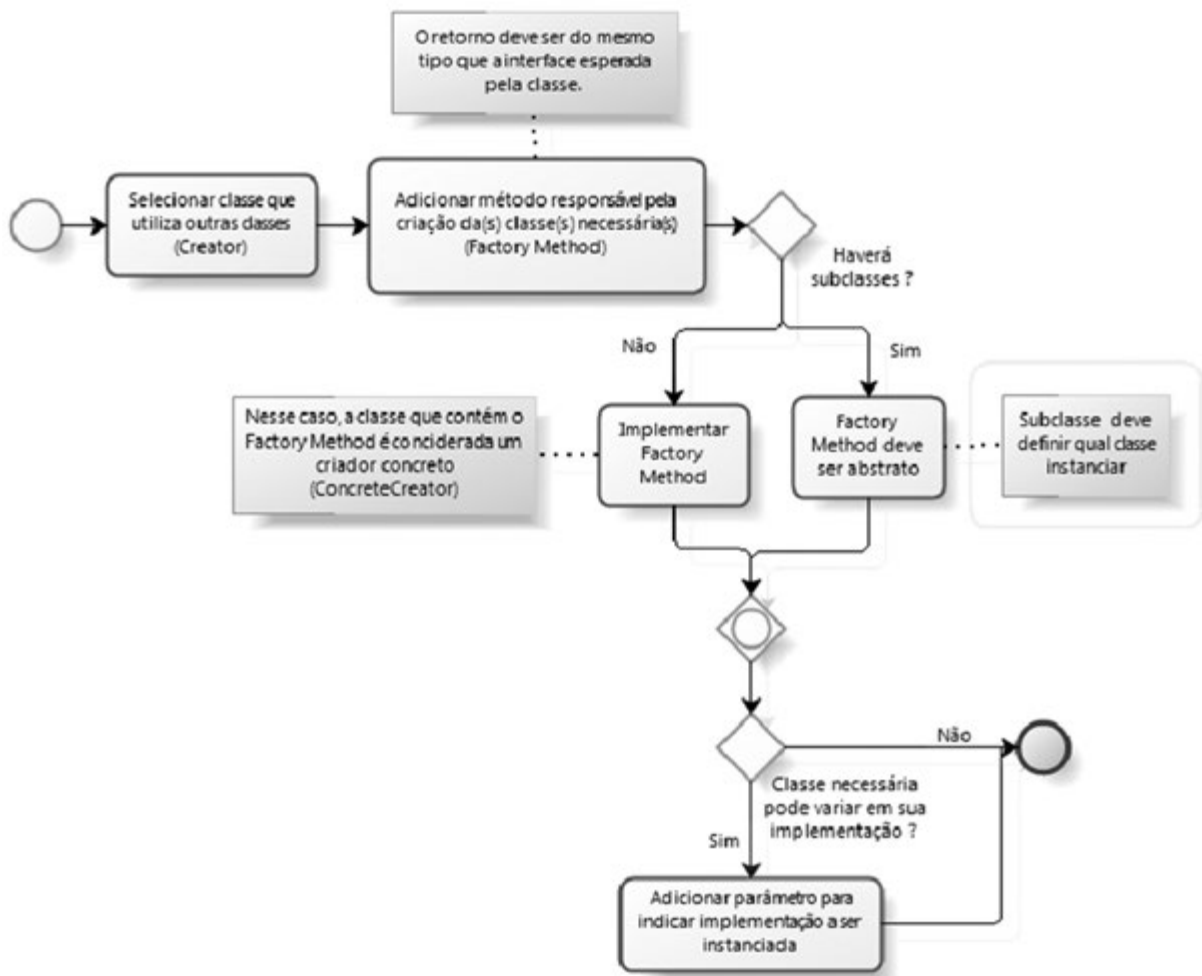 O retorno deve ser do mesmo
tipo que a interface esperada
pela classe.
Selecionar classe que
utiliza outras classes
(Creator)
Adicionar método responsável pela
criação da(s) classe(s) necessária(s)
(Factory Method)
Haverá
subclasses ?
Não
Sim
Nesse caso, a classe que contém o
Factory Method é conciderada um
criador concreto
(ConcreteCreator)
Implementar
Factory
Method
Factory
Method deve
ser abstrato
Subclasse deve
definir qual classe
instanciar
Não
Classe necessária
pode variar em sua
implementação ?
Sim
Adicionar parâmetro para
indicar implementação a ser
instanciada